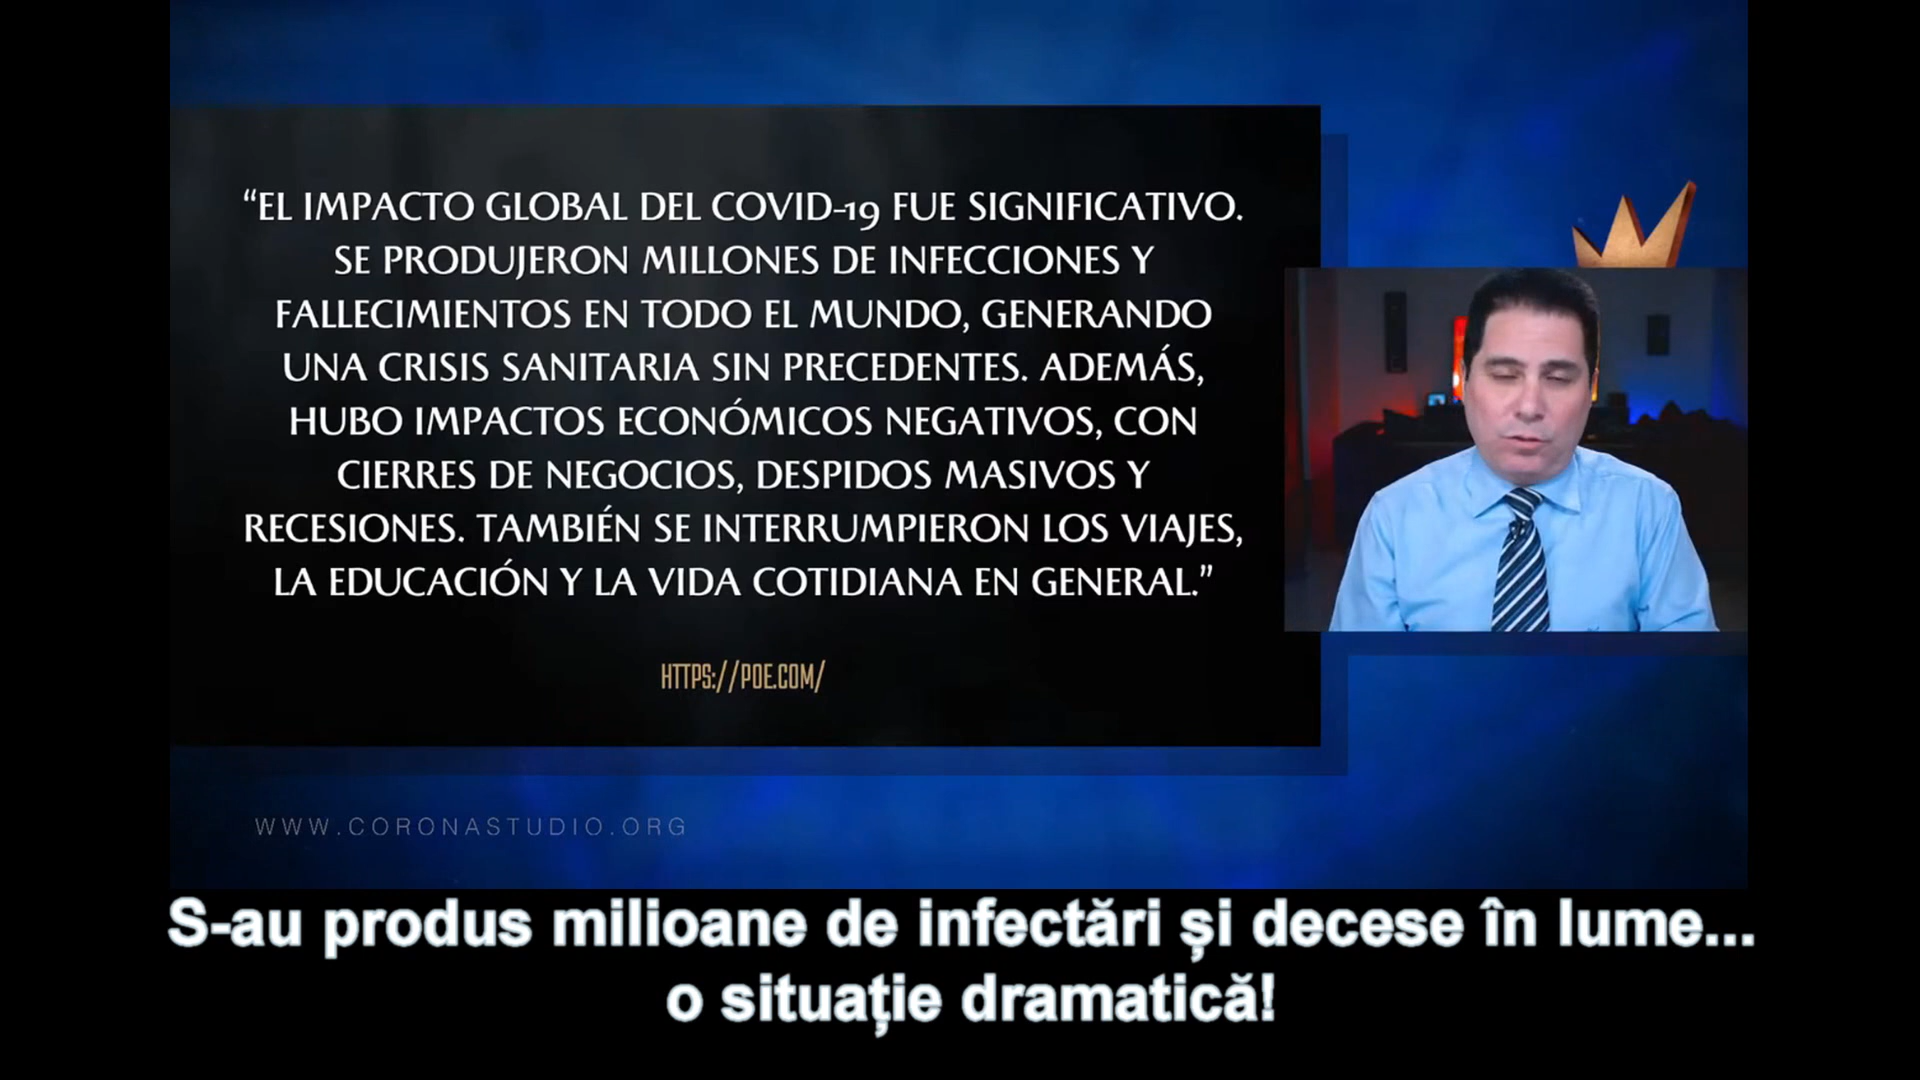 “EL IMPACTO GLOBAL DEL COVID-19 FUE SIGNIFICATIVO.
SE PRODUJERON MILLONES DE INFECCIONES Y
FALLECIMIENTOS EN TODO EL MUNDO, GENERANDO
UNA CRISIS SANITARIA SIN PRECEDENTES. ADEMÁS,
HUBO IMPACTOS ECONÓMICOS NEGATIVOS, CON
CIERRES DE NEGOCIOS, DESPIDOS MASIVOS Y
RECESIONES. TAMBIÉN SE INTERRUMPIERON LOS VIAJES,
LA EDUCACIÓN Y LA VIDA COTIDIANA EN GENERAL.”
HTTPS://POE.COM/
WWW.CORONASTUDIO.ORG
S-au produs milioane de infectări și decese în lume...
o situație dramatică!